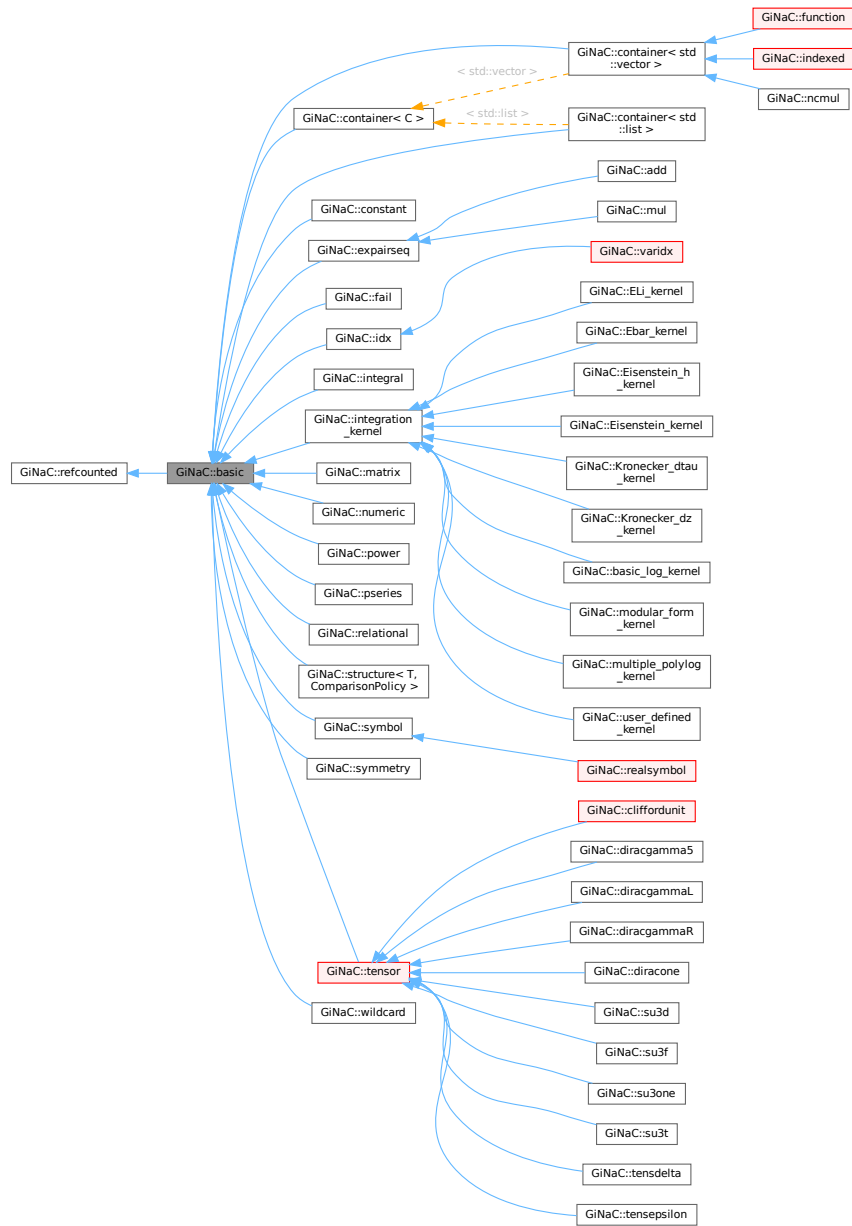 GiNaC::function
GiNaC::container< std
::vector >
GiNaC::indexed
< std::vector >
GiNaC::ncmul
GiNaC::container< C >
< std::list >
GiNaC::container< std
::list >
GiNaC::add
GiNaC::constant
GiNaC::mul
GiNaC::expairseq
GiNaC::varidx
GiNaC::fail
GiNaC::ELi_kernel
GiNaC::idx
GiNaC::Ebar_kernel
GiNaC::integral
GiNaC::Eisenstein_h
_kernel
GiNaC::integration
_kernel
GiNaC::Eisenstein_kernel
GiNaC::refcounted
GiNaC::basic
GiNaC::matrix
GiNaC::Kronecker_dtau
_kernel
GiNaC::numeric
GiNaC::Kronecker_dz
_kernel
GiNaC::power
GiNaC::basic_log_kernel
GiNaC::pseries
GiNaC::modular_form
_kernel
GiNaC::relational
GiNaC::structure< T,
ComparisonPolicy >
GiNaC::multiple_polylog
_kernel
GiNaC::symbol
GiNaC::user_defined
_kernel
GiNaC::symmetry
GiNaC::realsymbol
GiNaC::cliffordunit
GiNaC::diracgamma5
GiNaC::diracgammaL
GiNaC::diracgammaR
GiNaC::tensor
GiNaC::diracone
GiNaC::wildcard
GiNaC::su3d
GiNaC::su3f
GiNaC::su3one
GiNaC::su3t
GiNaC::tensdelta
GiNaC::tensepsilon